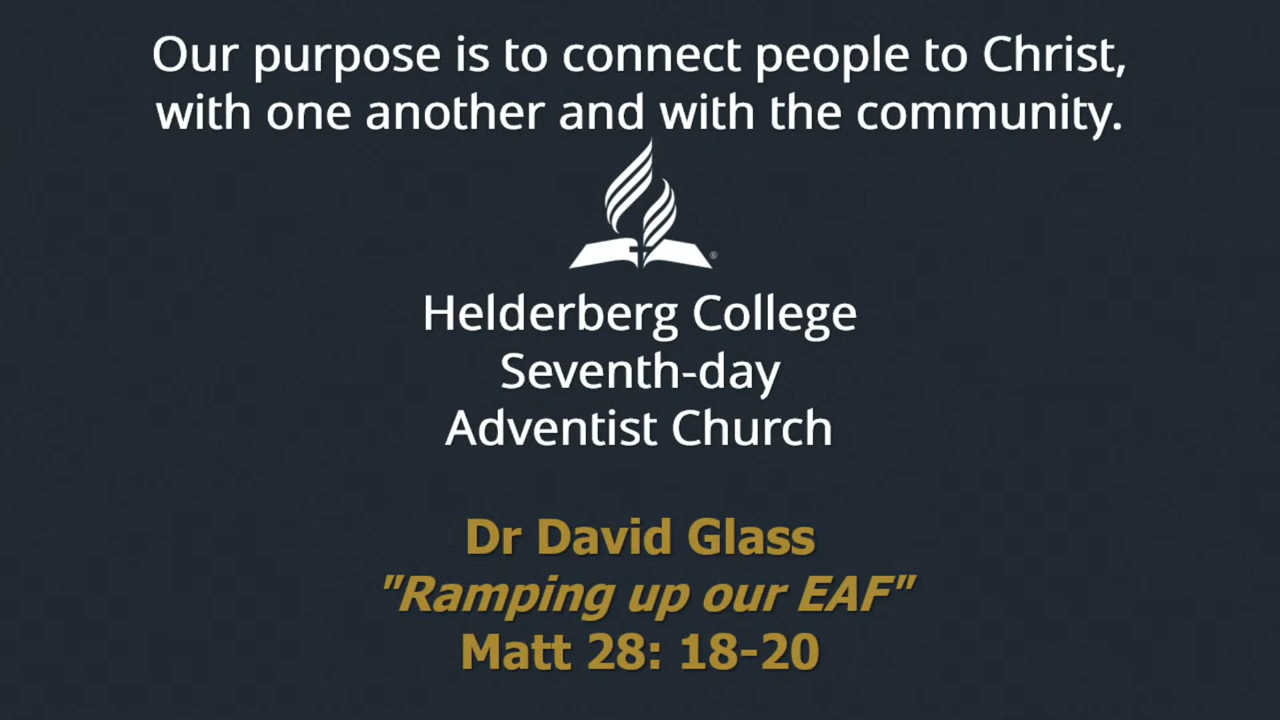 Our purpose is to connect people to Christ,
with one another and with the community.
®
Helderberg College
Seventh-day
Adventist Church
Dr David Glass
"Ramping up our EAF"
Matt 28: 18-20